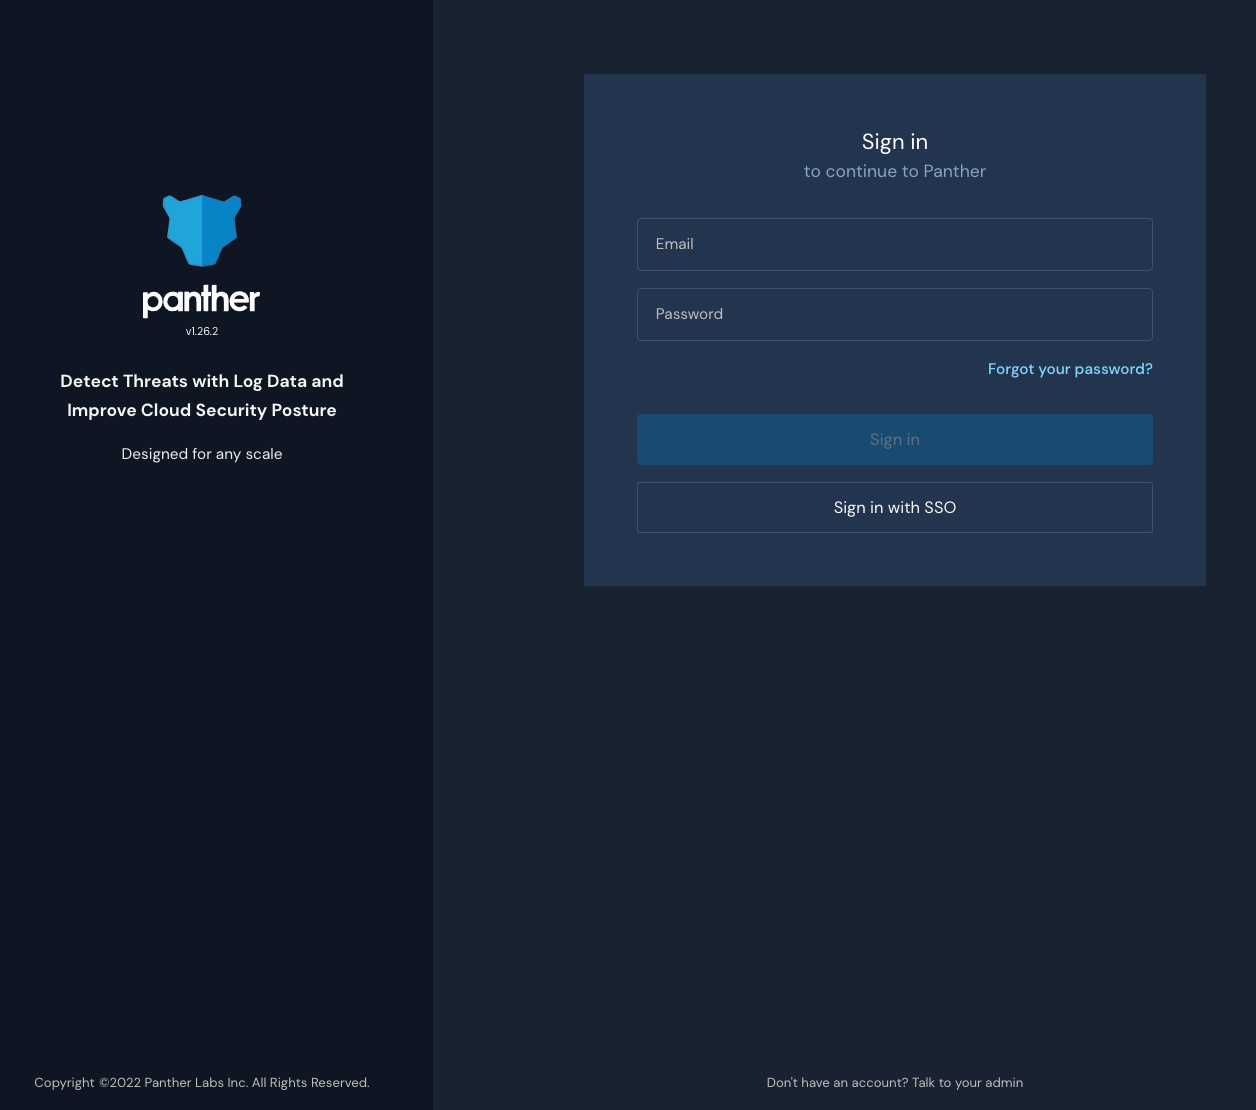 panther
v1.26.2
Detect Threats with Log Data and
Improve Cloud Security Posture
Designed for any scale
Copyright ©2022 Panther Labs Inc. All Rights Reserved.
Sign in
to continue to Panther
Email
Password
Forgot your password?
Sign in
Sign in with SSO
Don't have an account? Talk to your admin